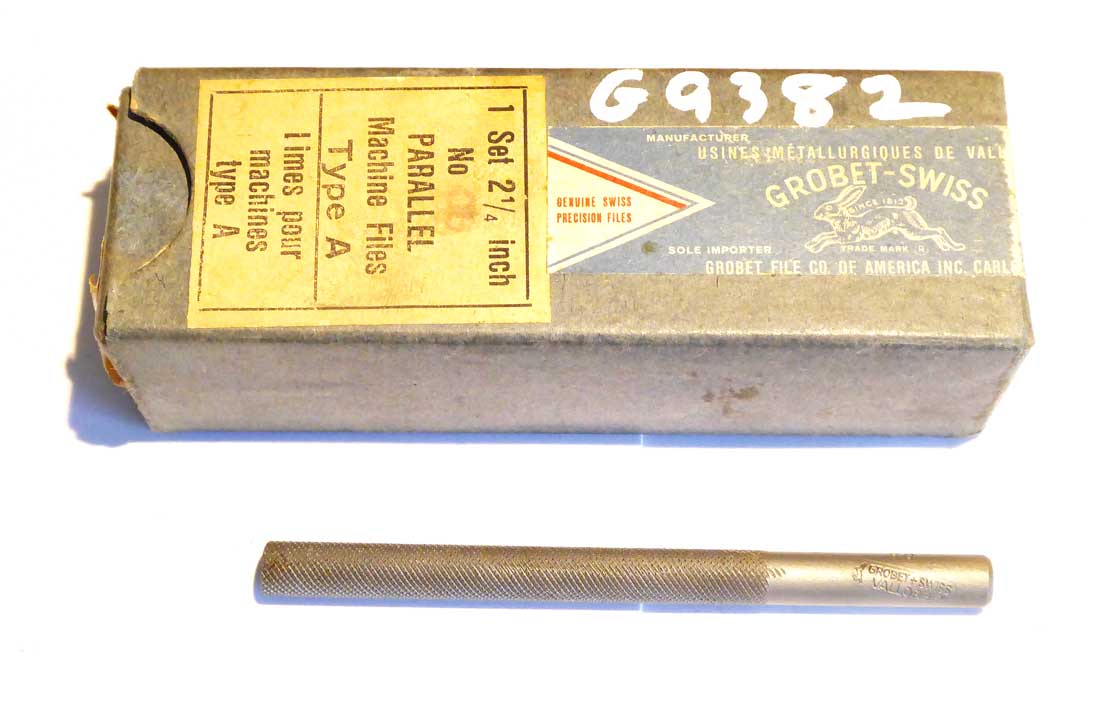 G9382
1 Set 2 1/4 inch
No
PARALLEL
Machine Files
Type A
limes pour
machines
type A
GENUINE SWISS
PRECISION FILES
MANUFACTURER
USINES MÉTALLURGIQUES DE VALL
GROBET-SWISS
SINCE 1812
TRADE MARK R
SOLE IMPORTER
GROBET FILE CO. OF AMERICA INC. CARL
GROBET+SWISS